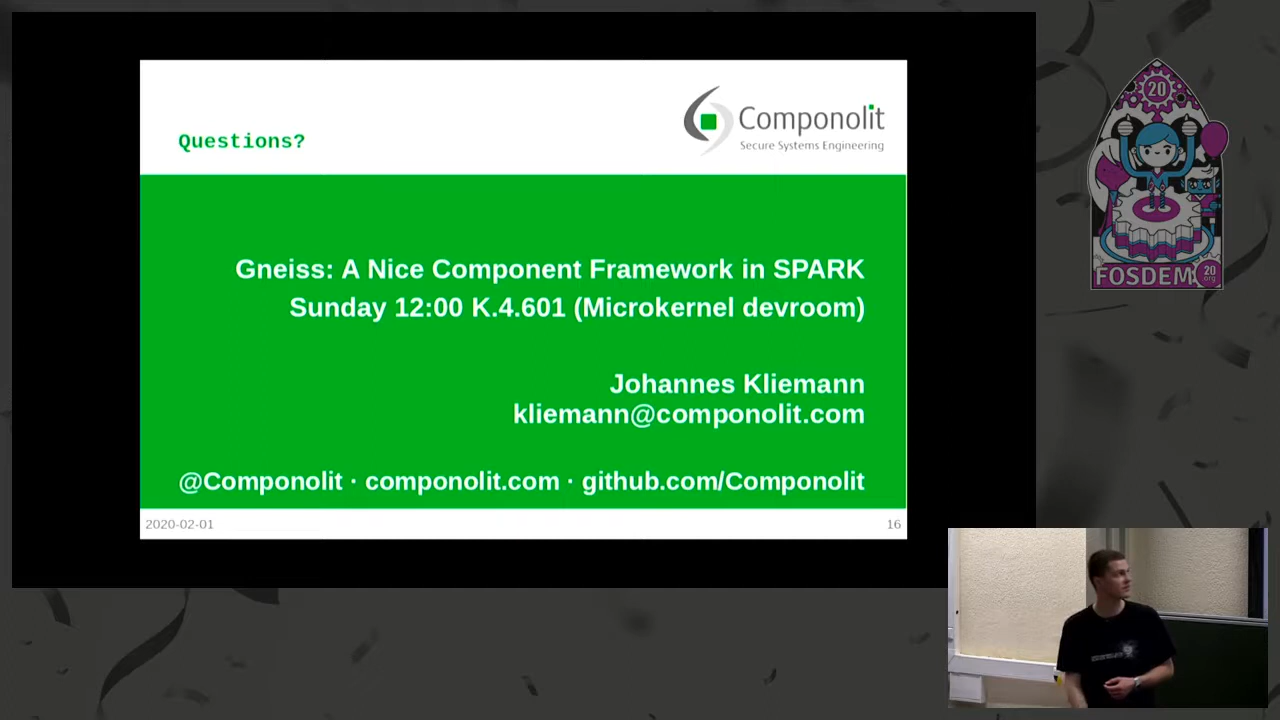 Componolit
Secure Systems Engineering
Questions?
Gneiss: A Nice Component Framework in SPARK
Sunday 12:00 K.4.601 (Microkernel devroom)
Johannes Kliemann
kliemann@componolit.com
@Componolit · componolit.com · github.com/Componolit
2020-02-01
16
20
FOSDEM
20
.org